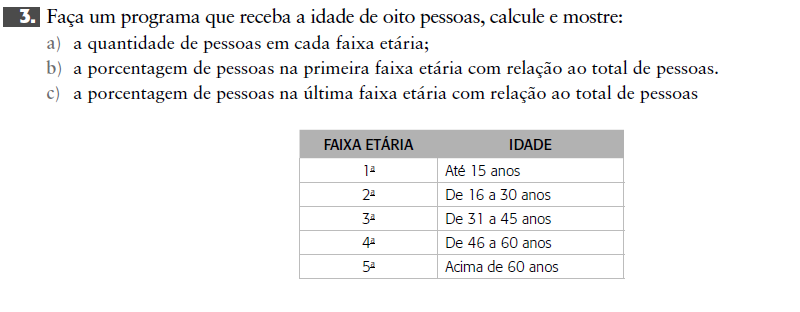 3. Faça um programa que receba a idade de oito pessoas, calcule e mostre:
a) a quantidade de pessoas em cada faixa etária;
b) a porcentagem de pessoas na primeira faixa etária com relação ao total de pessoas.
c) a porcentagem de pessoas na última faixa etária com relação ao total de pessoas
FAIXA ETÁRIA IDADE
1ª Até 15 anos
2ª De 16 a 30 anos
3ª De 31 a 45 anos
4ª De 46 a 60 anos
5ª Acima de 60 anos